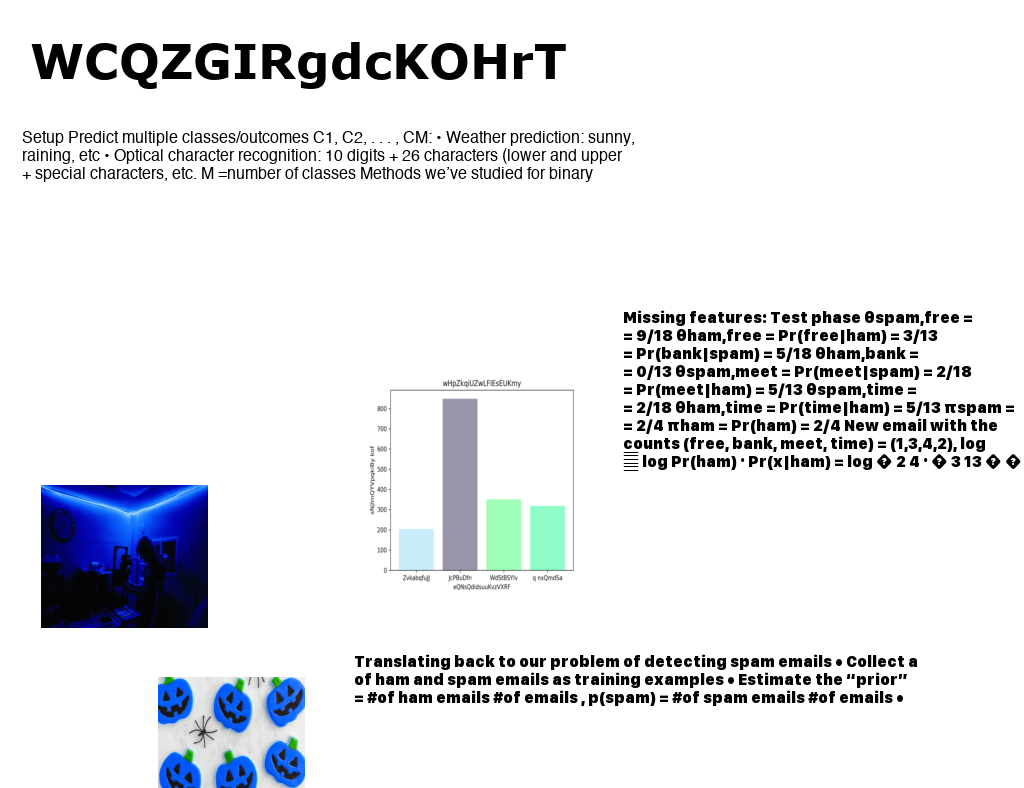 WCQZGIRgdcKOHrT
Setup Predict multiple classes/outcomes C1, C2, . . . , CM: • Weather prediction: sunny,
raining, etc • Optical character recognition: 10 digits + 26 characters (lower and upper
+ special characters, etc. M =number of classes Methods we’ve studied for binary
Missing features: Test phase θspam,free =
= 9/18 θham,free = Pr(free|ham) = 3/13
= Pr(bank|spam) = 5/18 θham,bank =
= 0/13 θspam,meet = Pr(meet|spam) = 2/18
= Pr(meet|ham) = 5/13 θspam,time =
= 2/18 θham,time = Pr(time|ham) = 5/13 πspam =
= 2/4 πham = Pr(ham) = 2/4 New email with the
counts (free, bank, meet, time) = (1,3,4,2), log
log Pr(ham) · Pr(x|ham) = log � 2 4 · � 3 13 � �
wHpZkqiUZwLFIEsEUKmy
800
700
600
500
400
300
200
100
0
ZvkabqfuJJ JcPBuDfn WdStBSYlv q nxQmdSa
eQNsQdidsuuKvzVXRF
Translating back to our problem of detecting spam emails • Collect a
of ham and spam emails as training examples • Estimate the “prior”
= #of ham emails #of emails , p(spam) = #of spam emails #of emails •